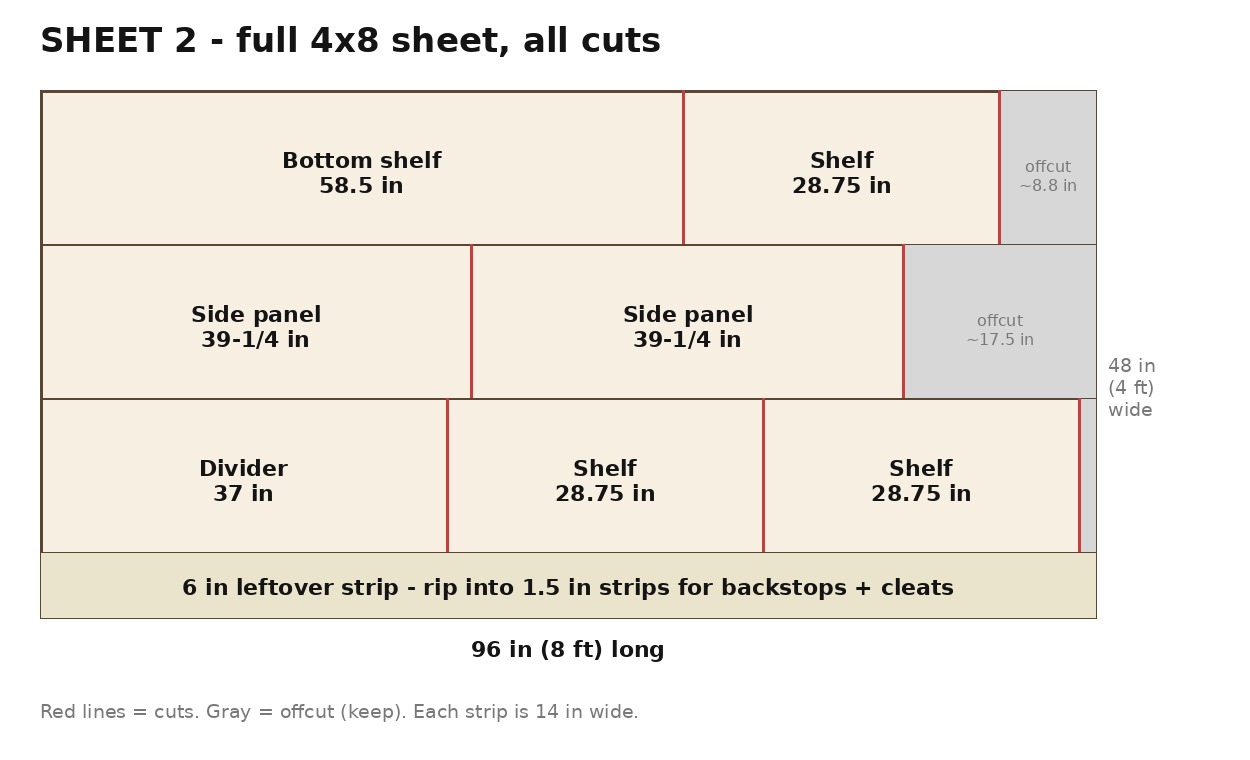 SHEET 2 - full 4x8 sheet, all cuts
Bottom shelf
58.5 in
Shelf
28.75 in
offcut
~8.8 in
Side panel
39-1/4 in
Side panel
39-1/4 in
offcut
~17.5 in
48 in
(4 ft)
wide
Divider
37 in
Shelf
28.75 in
Shelf
28.75 in
6 in leftover strip - rip into 1.5 in strips for backstops + cleats
96 in (8 ft) long
Red lines = cuts. Gray = offcut (keep). Each strip is 14 in wide.